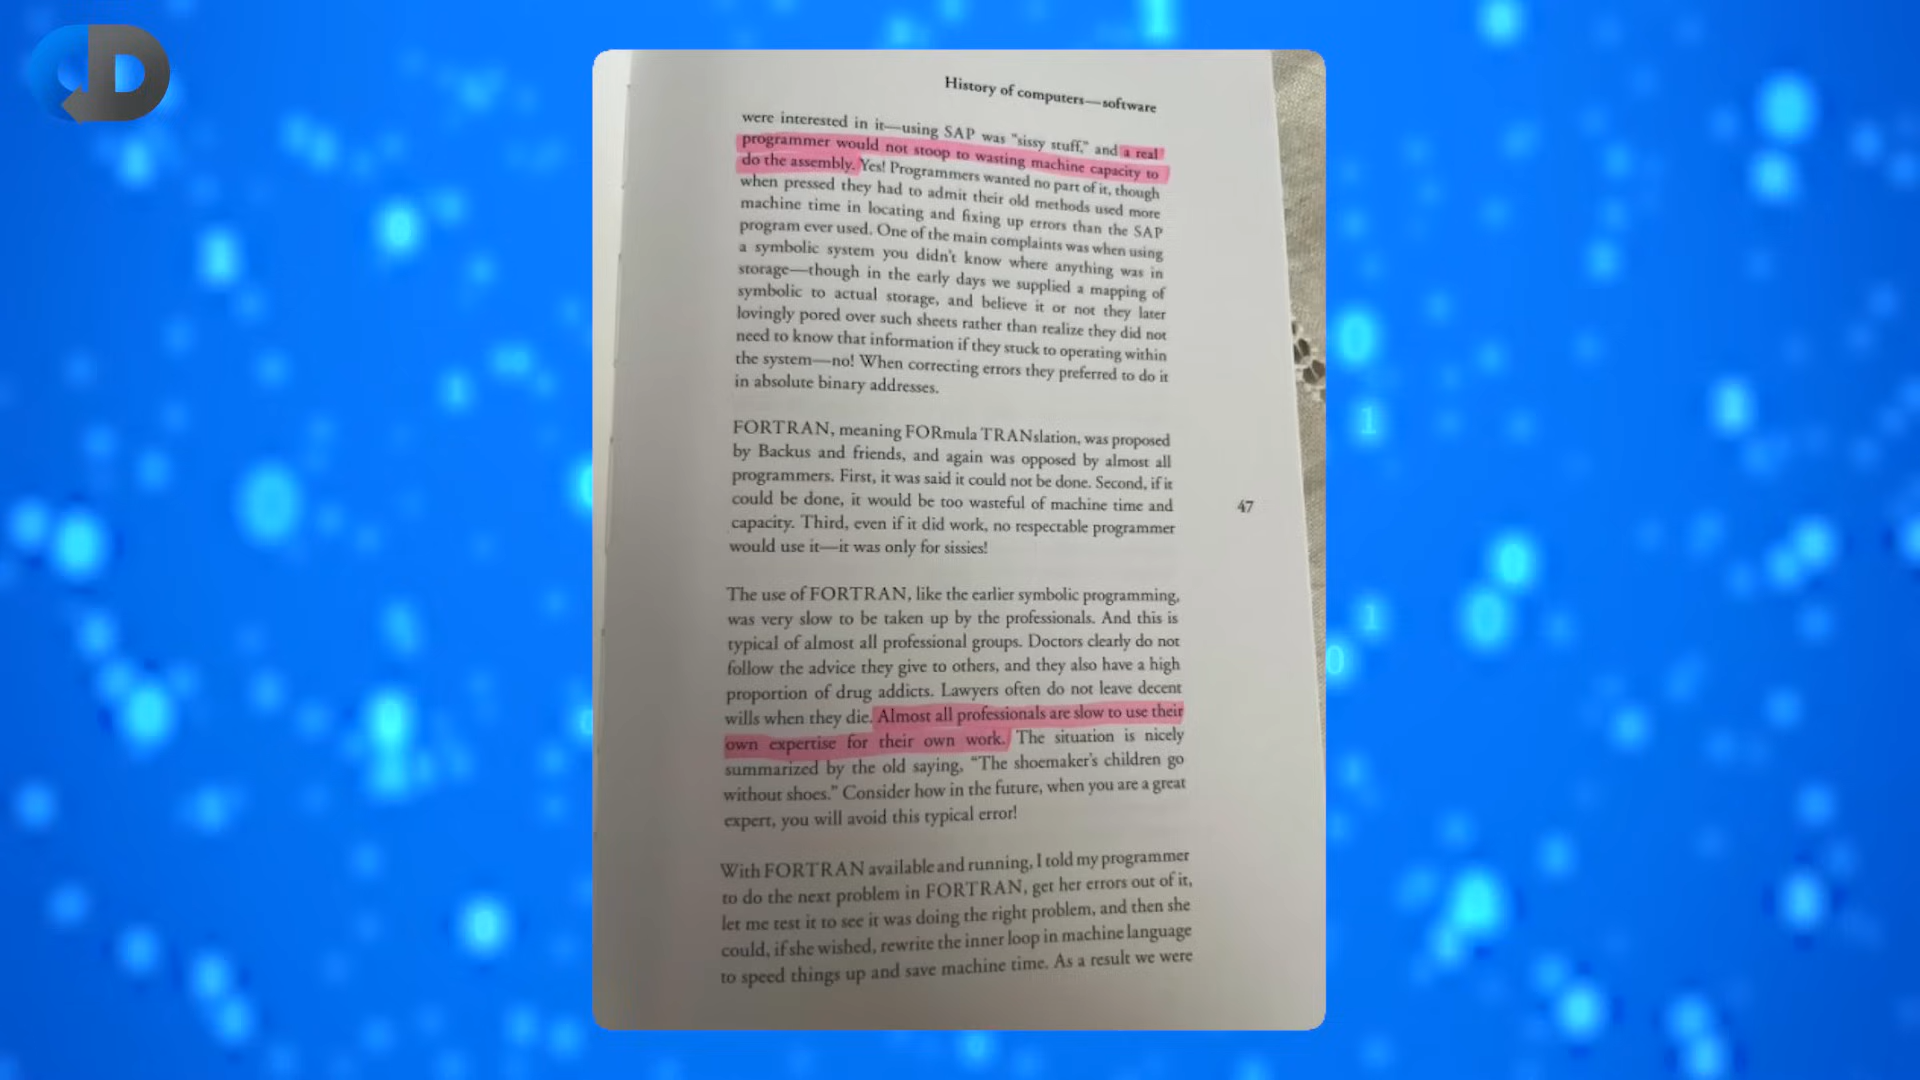 History of computers—software
were interested in it—using SAP was "sissy stuff," and a real
programmer would not stoop to wasting machine capacity to
do the assembly. Yes! Programmers wanted no part of it, though
when pressed they had to admit their old methods used more
machine time in locating and fixing up errors than the SAP
program ever used. One of the main complaints was when using
a symbolic system you didn't know where anything was in
storage—though in the early days we supplied a mapping of
symbolic to actual storage, and believe it or not they later
lovingly pored over such sheets rather than realize they did not
need to know that information if they stuck to operating within
the system—no! When correcting errors they preferred to do it
in absolute binary addresses.
FORTRAN, meaning FORmula TRANslation, was proposed
by Backus and friends, and again was opposed by almost all
programmers. First, it was said it could not be done. Second, if it
could be done, it would be too wasteful of machine time and
capacity. Third, even if it did work, no respectable programmer
would use it—it was only for sissies!
47
The use of FORTRAN, like the earlier symbolic programming,
was very slow to be taken up by the professionals. And this is
typical of almost all professional groups. Doctors clearly do not
follow the advice they give to others, and they also have a high
proportion of drug addicts. Lawyers often do not leave decent
wills when they die. Almost all professionals are slow to use their
own expertise for their own work. The situation is nicely
summarized by the old saying, "The shoemaker's children go
without shoes." Consider how in the future, when you are a great
expert, you will avoid this typical error!
With FORTRAN available and running, I told my programmer
to do the next problem in FORTRAN, get her errors out of it,
let me test it to see it was doing the right problem, and then she
could, if she wished, rewrite the inner loop in machine language
to speed things up and save machine time. As a result we were